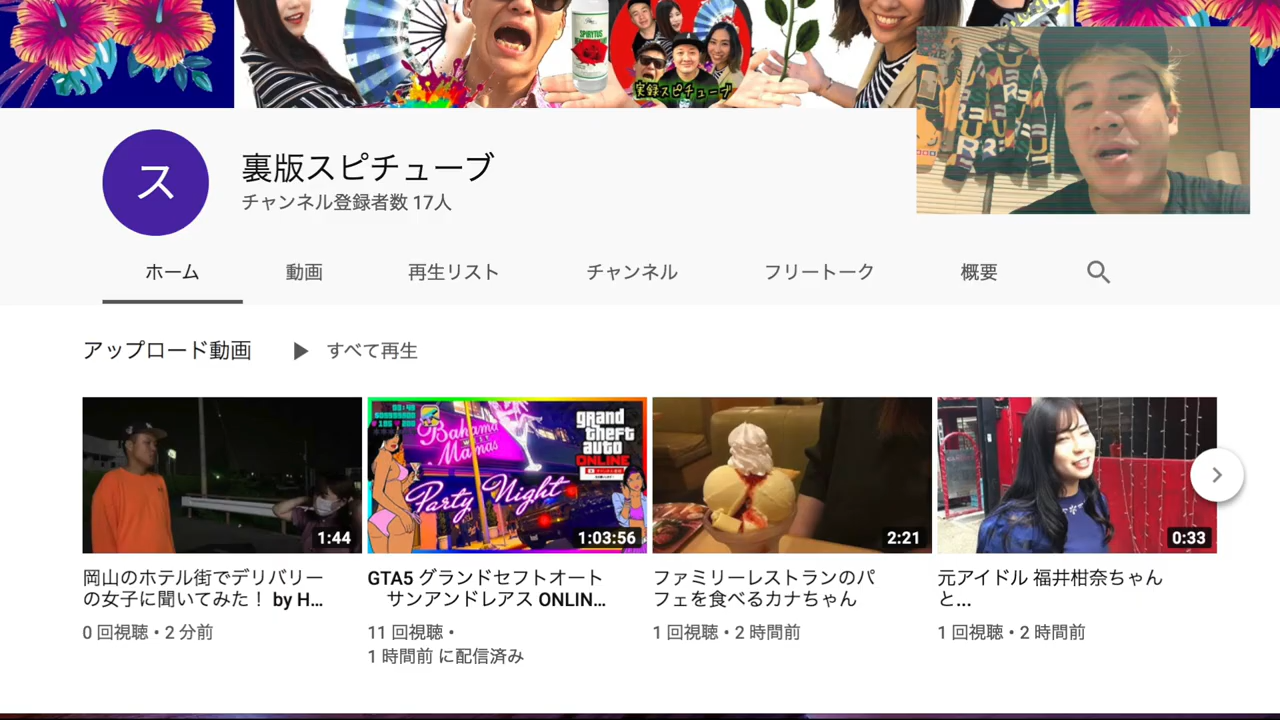 SPIRYTUS
実録スピチューブ
ス
裏版スピチューブ
チャンネル登録者数 17人
ホーム 動画 再生リスト チャンネル フリートーク 概要
アップロード動画 すべて再生
1:44
Bahama Mamas
Party Night
grand theft auto
ONLINE
1:03:56
2:21
0:33
岡山のホテル街でデリバリー
の女子に聞いてみた！ by H...
0 回視聴・2 分前
GTA5 グランドセフトオート
サンアンドレアス ONLIN...
11 回視聴・
1 時間前 に配信済み
ファミリーレストランのパ
フェを食べるカナちゃん
1 回視聴・2 時間前
元アイドル 福井柑奈ちゃん
と...
1 回視聴・2 時間前